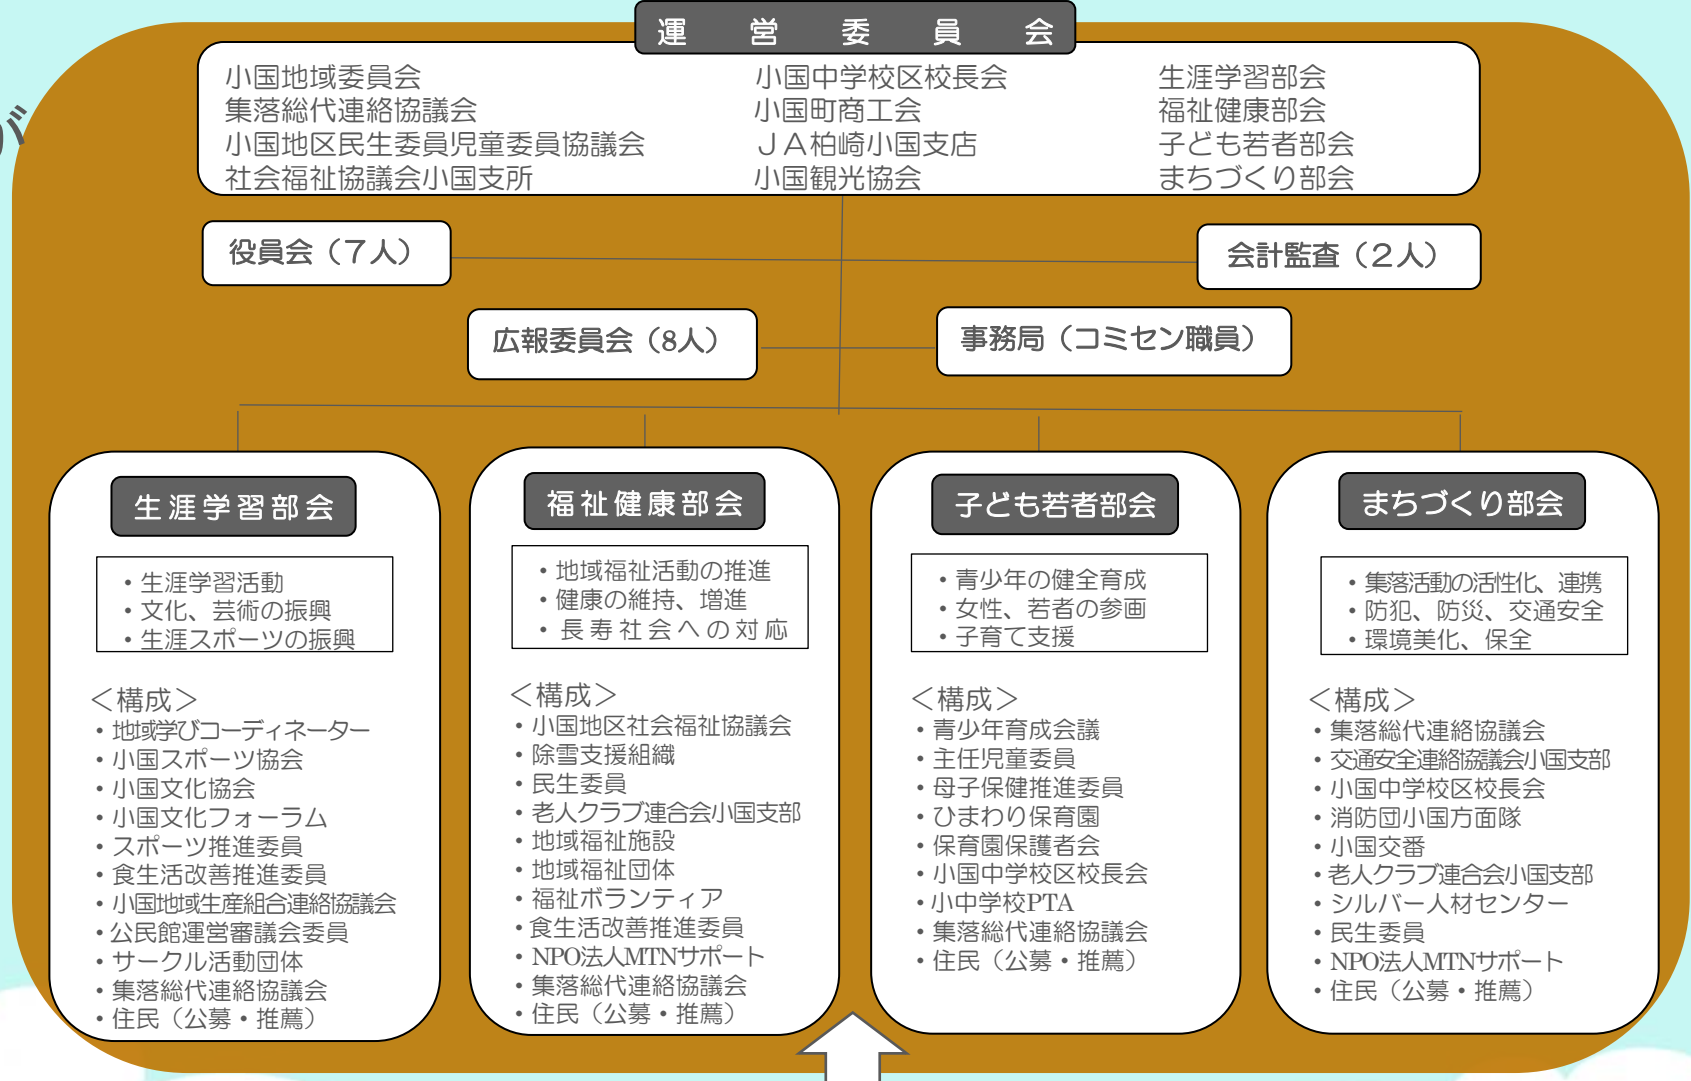 が
運営委員会
小国地域委員会
集落総代連絡協議会
小国地区民生委員児童委員協議会
社会福祉協議会小国支所
小国中学校区校長会
小国町商工会
ＪＡ柏崎小国支店
小国観光協会
生涯学習部会
福祉健康部会
子ども若者部会
まちづくり部会
役員会（７人）
会計監査（２人）
広報委員会（8人）
事務局（コミセン職員）
生涯学習部会
・生涯学習活動
・文化、芸術の振興
・生涯スポーツの振興
＜構成＞
・地域学びコーディネーター
・小国スポーツ協会
・小国文化協会
・小国文化フォーラム
・スポーツ推進委員
・食生活改善推進委員
・小国地域生産組合連絡協議会
・公民館運営審議会委員
・サークル活動団体
・集落総代連絡協議会
・住民（公募・推薦）
福祉健康部会
・地域福祉活動の推進
・健康の維持、増進
・長寿社会への対応
＜構成＞
・小国地区社会福祉協議会
・除雪支援組織
・民生委員
・老人クラブ連合会小国支部
・地域福祉施設
・地域福祉団体
・福祉ボランティア
・食生活改善推進委員
・NPO法人MTNサポート
・集落総代連絡協議会
・住民（公募・推薦）
子ども若者部会
・青少年の健全育成
・女性、若者の参画
・子育て支援
＜構成＞
・青少年育成会議
・主任児童委員
・母子保健推進委員
・ひまわり保育園
・保育園保護者会
・小国中学校区校長会
・小中学校PTA
・集落総代連絡協議会
・住民（公募・推薦）
まちづくり部会
・集落活動の活性化、連携
・防犯、防災、交通安全
・環境美化、保全
＜構成＞
・集落総代連絡協議会
・交通安全連絡協議会小国支部
・小国中学校区校長会
・消防団小国方面隊
・小国交番
・老人クラブ連合会小国支部
・シルバー人材センター
・民生委員
・NPO法人MTNサポート
・住民（公募・推薦）